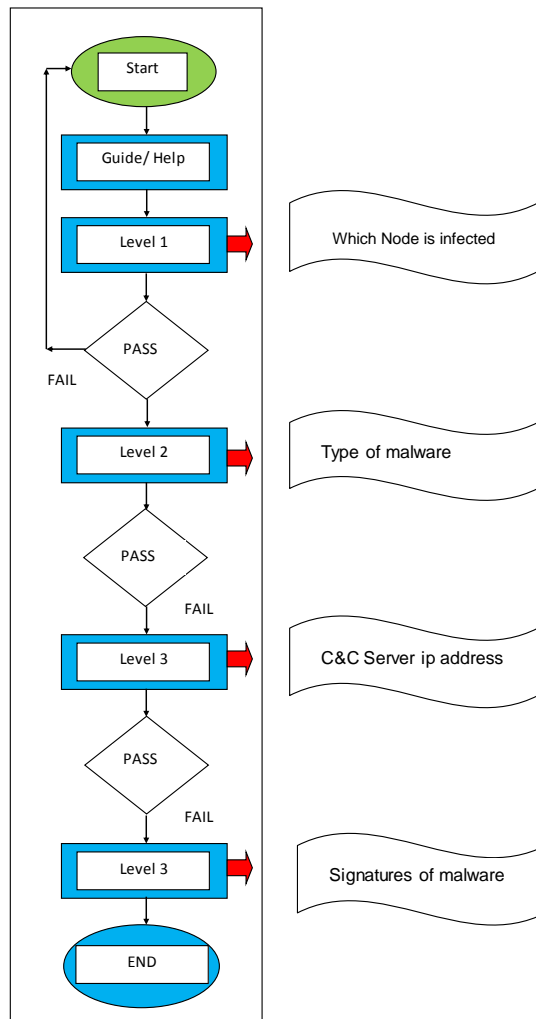 Start
Guide/ Help
Level 1
Which Node is infected
PASS
FAIL
Level 2
Type of malware
PASS
FAIL
Level 3
C&C Server ip address
PASS
FAIL
Level 3
Signatures of malware
END